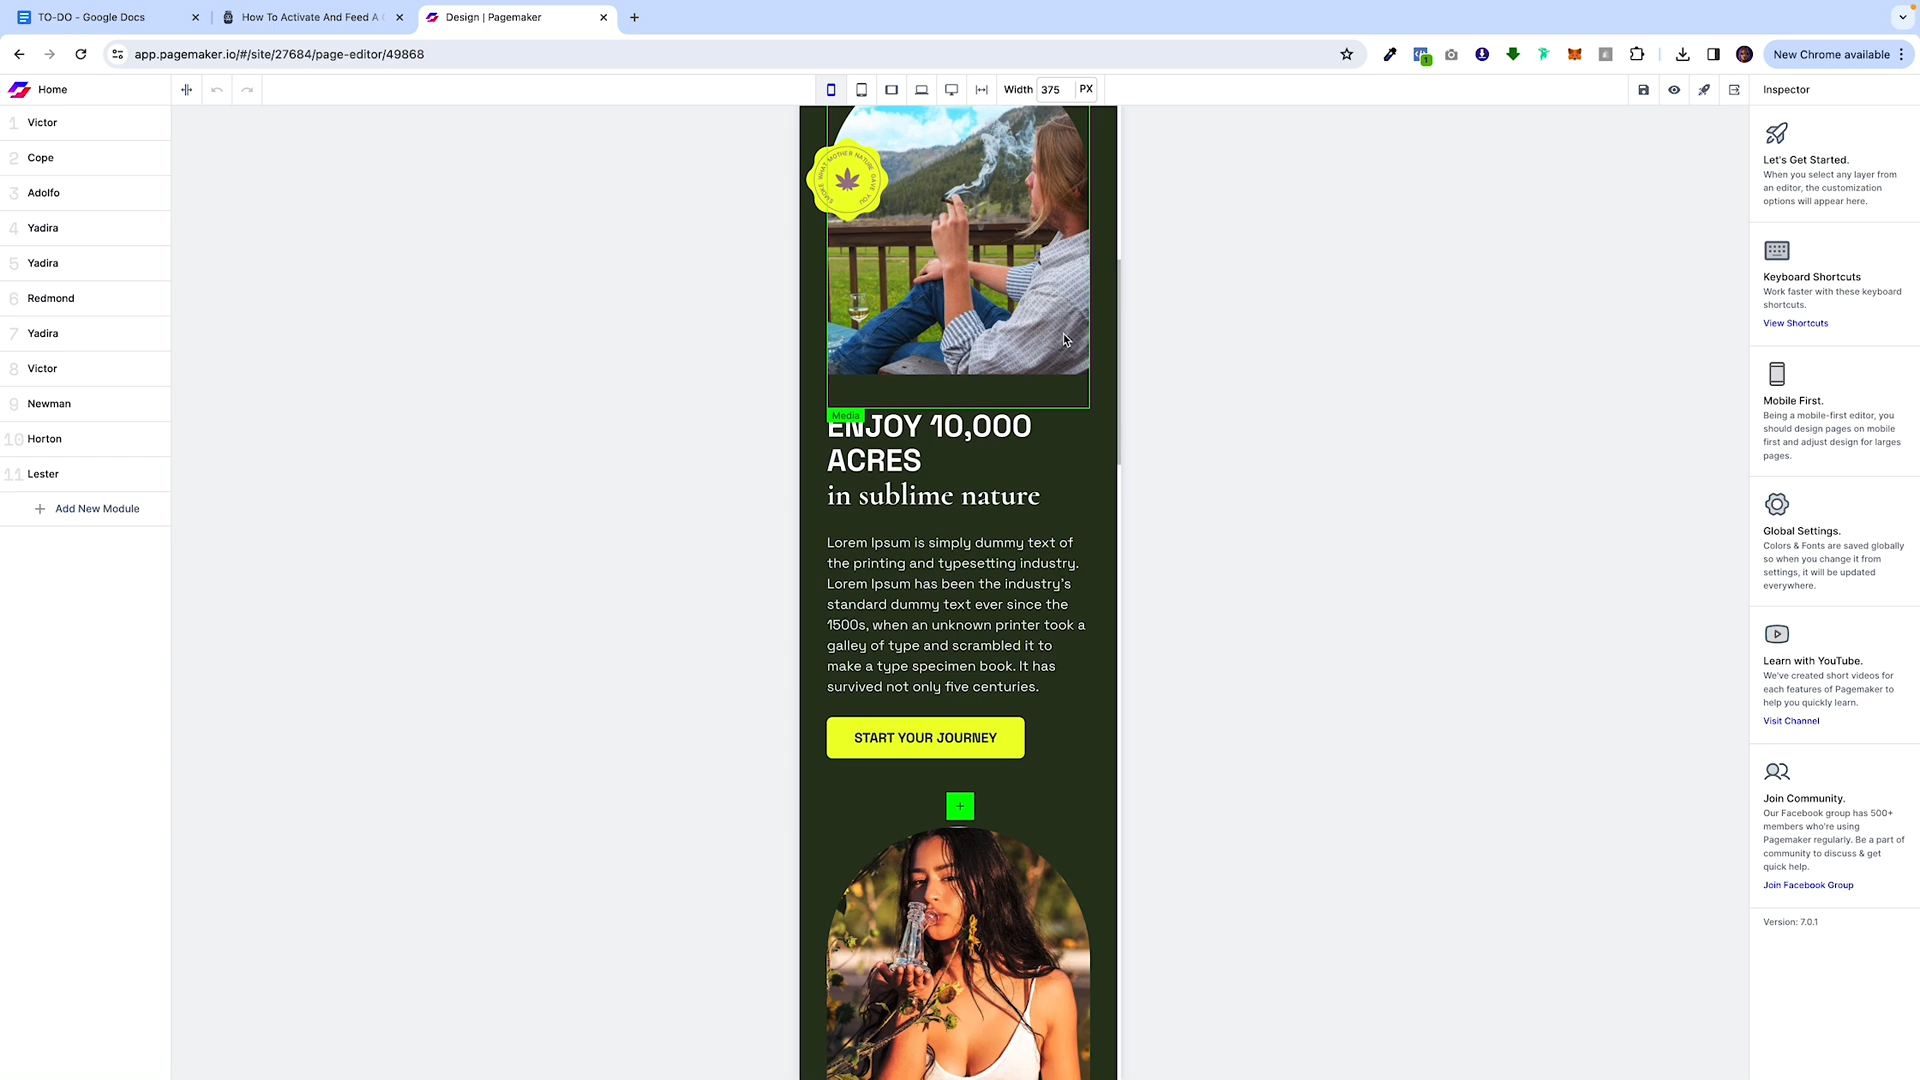 TO-DO - Google Docs
How To Activate And Feed A
Design | Pagemaker
app.pagemaker.io/#/site/27684/page-editor/49868
1
New Chrome available
Home
Width 375 PX
Inspector
1 Victor
2 Cope
3 Adolfo
4 Yadira
5 Yadira
6 Redmond
7 Yadira
8 Victor
9 Newman
10 Horton
11 Lester
Add New Module
SMOKE WHAT MOTHER NATURE GAVE YOU
Media
ENJOY 10,000
ACRES
in sublime nature
Lorem Ipsum is simply dummy text of
the printing and typesetting industry.
Lorem Ipsum has been the industry's
standard dummy text ever since the
1500s, when an unknown printer took a
galley of type and scrambled it to
make a type specimen book. It has
survived not only five centuries.
START YOUR JOURNEY
Let's Get Started.
When you select any layer from
an editor, the customization
options will appear here.
Keyboard Shortcuts
Work faster with these keyboard
shortcuts.
View Shortcuts
Mobile First.
Being a mobile-first editor, you
should design pages on mobile
first and adjust design for larges
pages.
Global Settings.
Colors & Fonts are saved globally
so when you change it from
settings, it will be updated
everywhere.
Learn with YouTube.
We've created short videos for
each features of Pagemaker to
help you quickly learn.
Visit Channel
Join Community.
Our Facebook group has 500+
members who're using
Pagemaker regularly. Be a part of
community to discuss & get
quick help.
Join Facebook Group
Version: 7.0.1